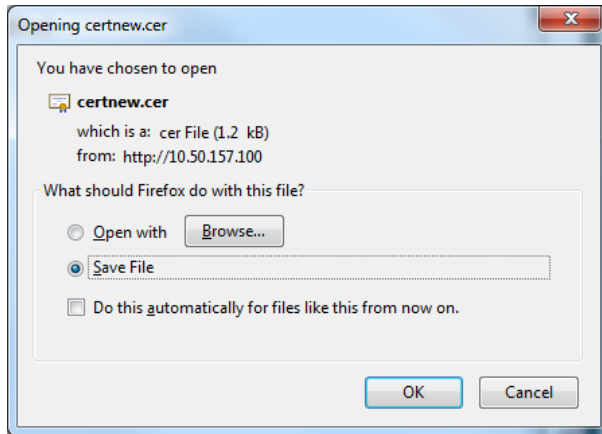 Opening certnew.cer
You have chosen to open
certnew.cer
which is a: cer File (1.2 kB)
from: http://10.50.157.100
What should Firefox do with this file?
Open with Browse...
Save File
Do this automatically for files like this from now on.
OK Cancel